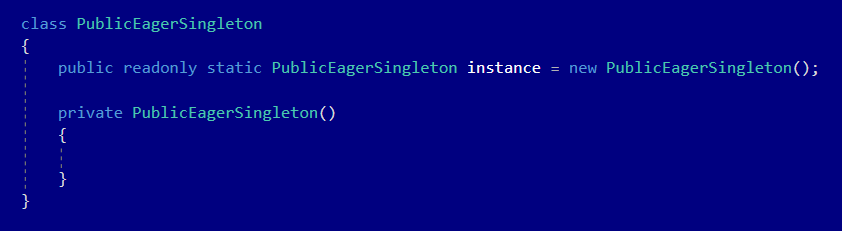 class PublicEagerSingleton
{
public readonly static PublicEagerSingleton instance = new PublicEagerSingleton();
private PublicEagerSingleton()
{
}
}